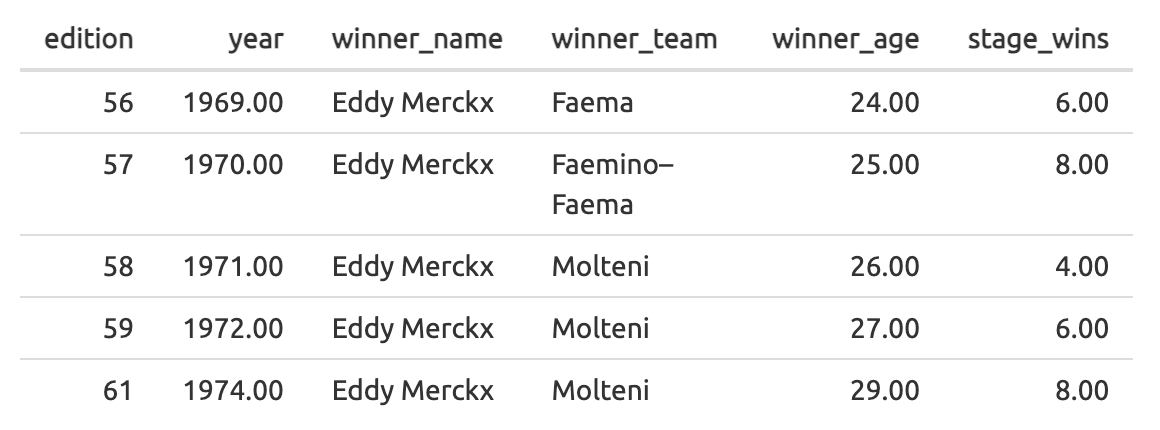 edition year winner_name winner_team winner_age stage_wins
56 1969.00 Eddy Merckx Faema 24.00 6.00
57 1970.00 Eddy Merckx Faemino– 25.00 8.00
Faema
58 1971.00 Eddy Merckx Molteni 26.00 4.00
59 1972.00 Eddy Merckx Molteni 27.00 6.00
61 1974.00 Eddy Merckx Molteni 29.00 8.00